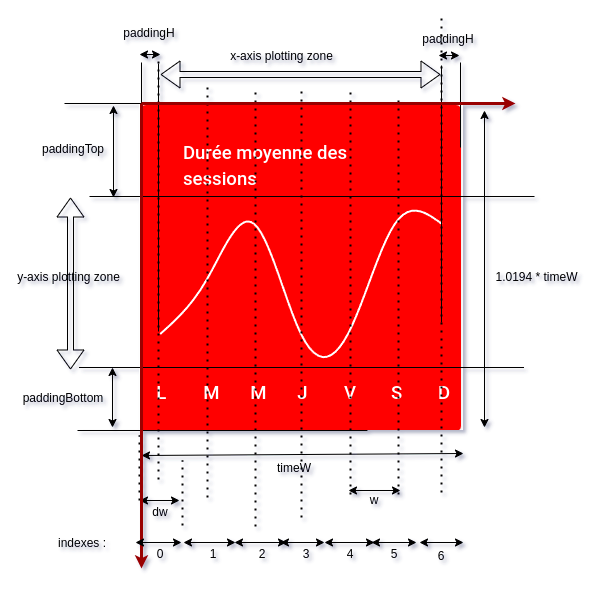 paddingH
paddingH
x-axis plotting zone
paddingTop
Durée moyenne des
sessions
y-axis plotting zone
1.0194 * timeW
paddingBottom
L M M J V S D
timeW
dw
w
indexes :
0 1 2 3 4 5 6